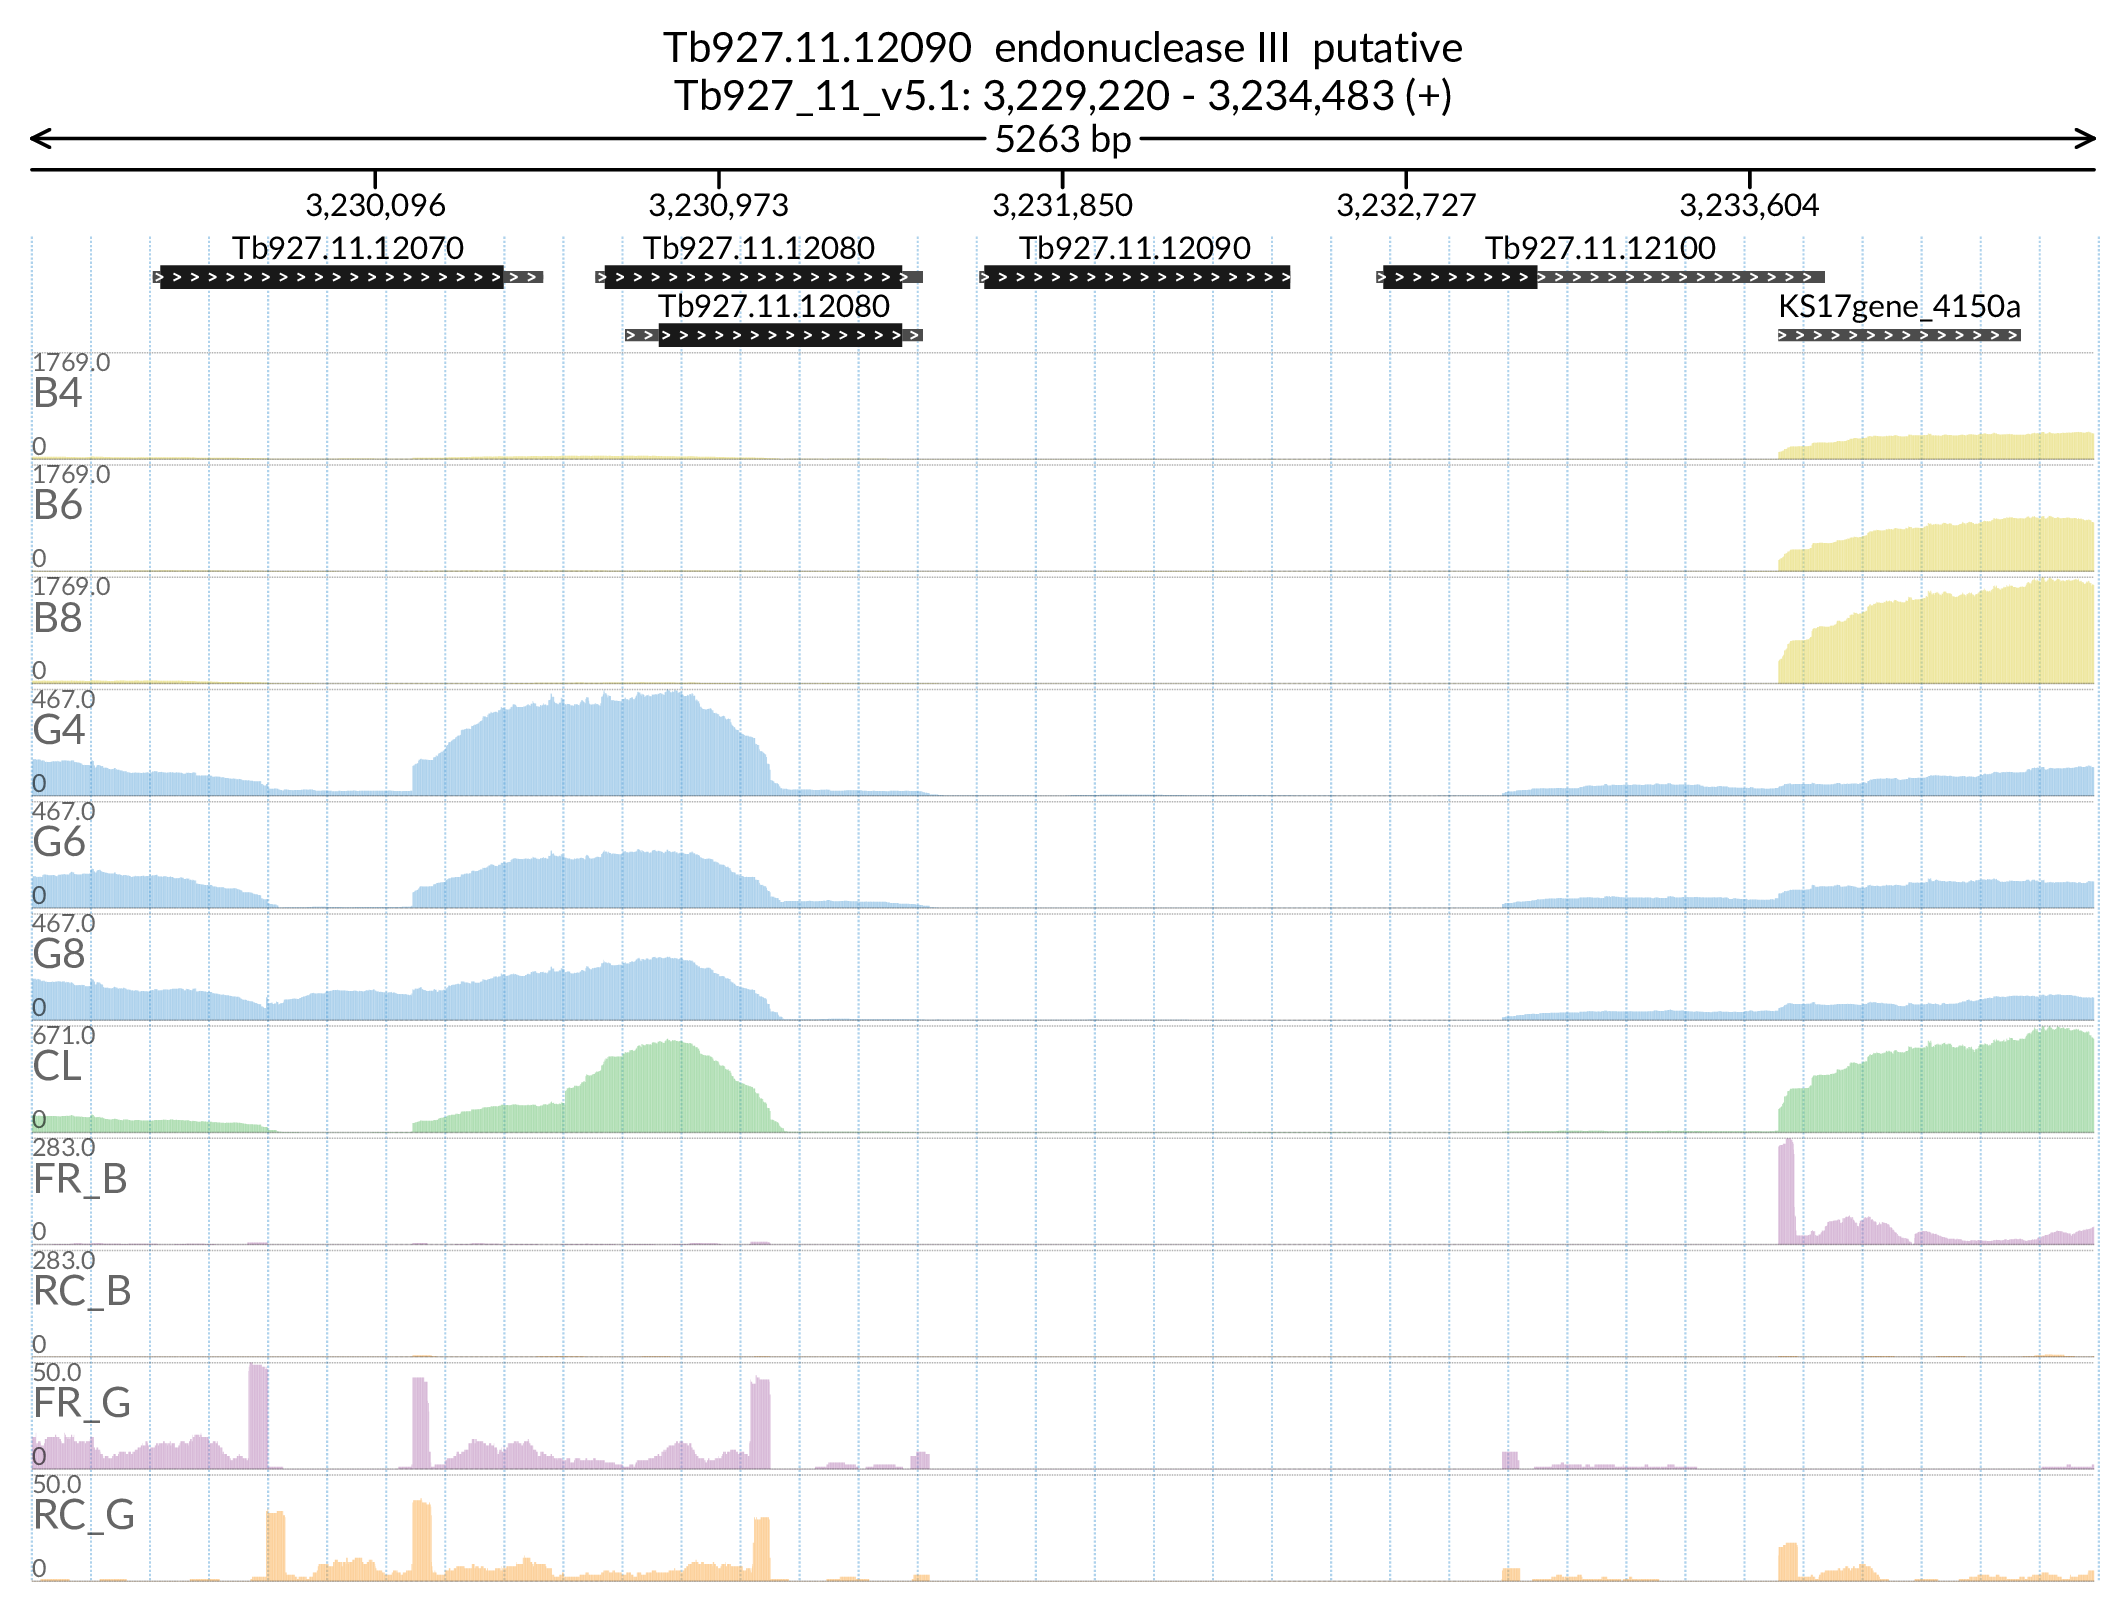 Tb927.11.12090 endonuclease III putative
Tb927_11_v5.1: 3,229,220 - 3,234,483 (+)
5263 bp
3,230,096 3,230,973 3,231,850 3,232,727 3,233,604
Tb927.11.12070 Tb927.11.12080 Tb927.11.12090 Tb927.11.12100
Tb927.11.12080 KS17gene_4150a
1769.0
B4
0
1769.0
B6
0
1769.0
B8
0
467.0
G4
0
467.0
G6
0
467.0
G8
0
671.0
CL
0
283.0
FR_B
0
283.0
RC_B
0
50.0
FR_G
0
50.0
RC_G
0